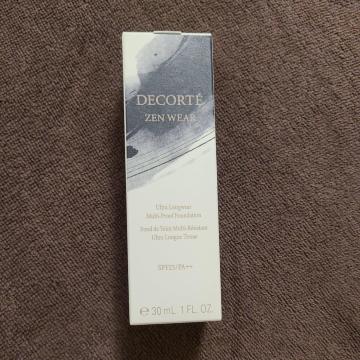 DECORTÉ
ZEN WEAR
Ultra Longwear
Multi-Proof Foundation
Fond de Teint Multi-Résistant
Ultra Longue Tenue
SPF25/PA++
℮ 30 mL. 1 FL. OZ.